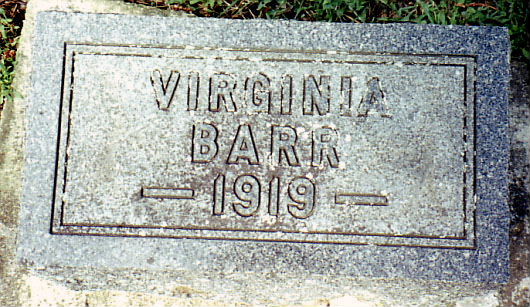 VIRGINIA
BARR
— 1919 —